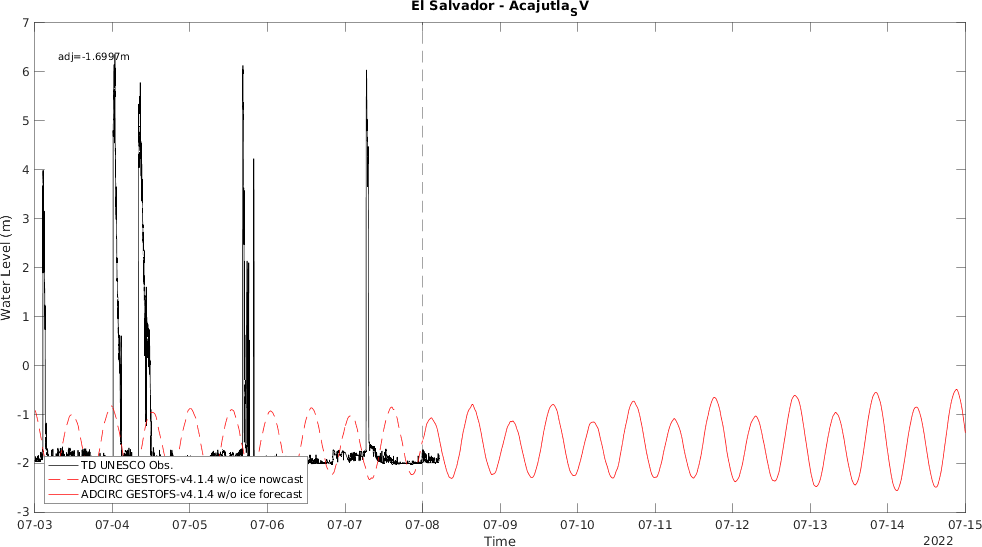 El Salvador - AcajutlaSV
adj=-1.6997m
7
6
5
4
3
2
1
0
-1
-2
-3
Water Level (m)
TD UNESCO Obs.
ADCIRC GESTOFS-v4.1.4 w/o ice nowcast
ADCIRC GESTOFS-v4.1.4 w/o ice forecast
07-03 07-04 07-05 07-06 07-07 07-08 07-09 07-10 07-11 07-12 07-13 07-14 07-15
Time
2022